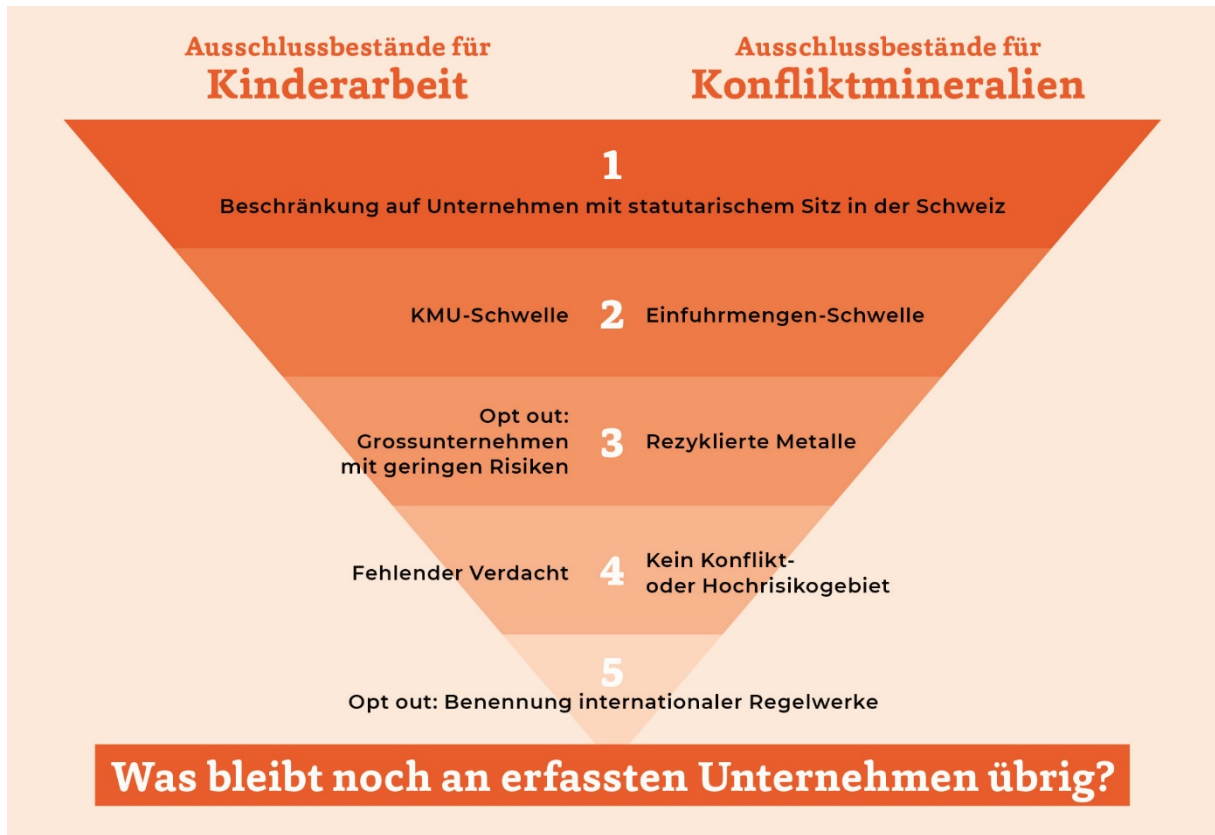 Ausschlussbestände für
Kinderarbeit
Ausschlussbestände für
Konfliktmineralien
1
Beschränkung auf Unternehmen mit statutarischem Sitz in der Schweiz
KMU-Schwelle 2 Einfuhrmengen-Schwelle
Opt out:
Grossunternehmen
mit geringen Risiken
3
Rezyklierte Metalle
Fehlender Verdacht
4
Kein Konflikt-
oder Hochrisikogebiet
5
Opt out: Benennung internationaler Regelwerke
Was bleibt noch an erfassten Unternehmen übrig?